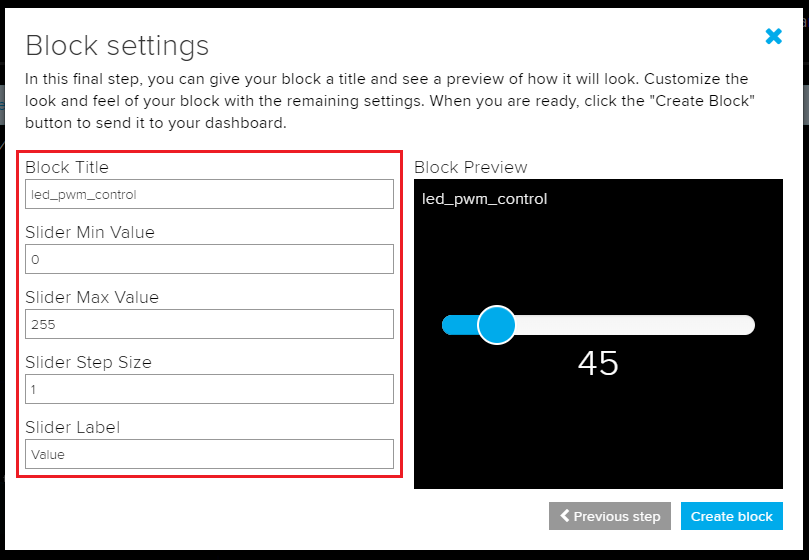 Block settings
In this final step, you can give your block a title and see a preview of how it will look. Customize the
look and feel of your block with the remaining settings. When you are ready, click the "Create Block"
button to send it to your dashboard.
Block Title
led_pwm_control
Slider Min Value
0
Slider Max Value
255
Slider Step Size
1
Slider Label
Value
Block Preview
led_pwm_control
45
Previous step
Create block